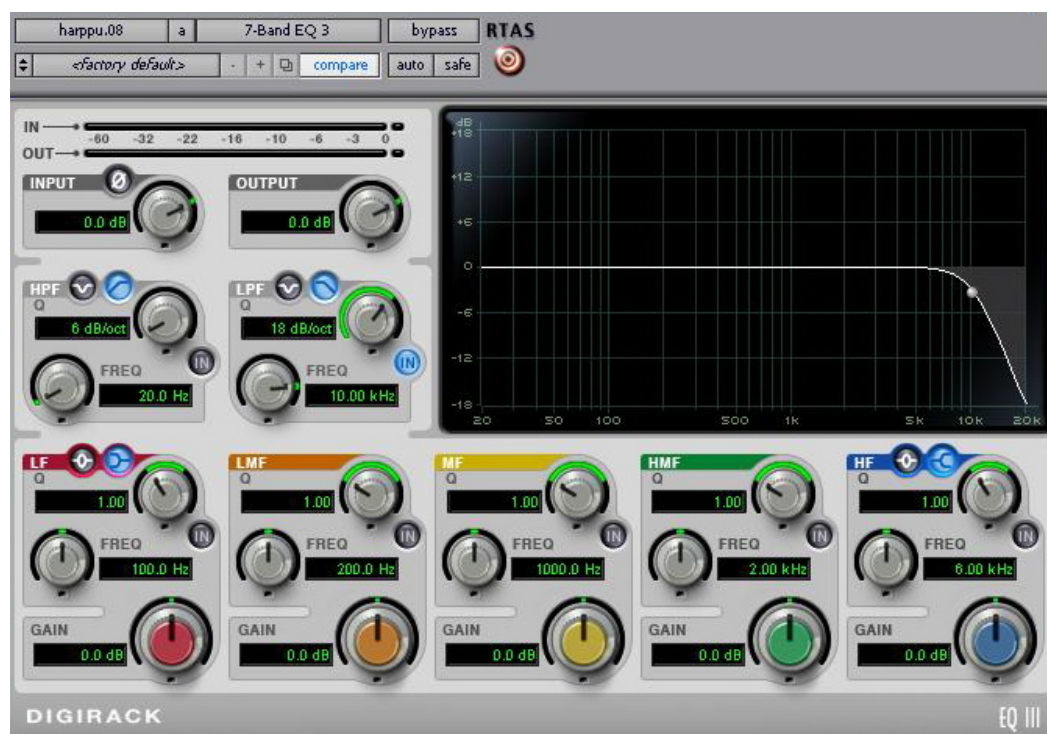 harppu.08 a 7-Band EQ 3 bypass RTAS
<factory default> - + compare auto safe
IN
-60 -32 -22 -16 -10 -6 -3 0
OUT
INPUT Ø
0.0 dB
OUTPUT
0.0 dB
HPF
Q
6 dB/oct
IN
FREQ
20.0 Hz
LPF
Q
18 dB/oct
IN
FREQ
10.00 kHz
dB
+18
+12
+6
0
-6
-12
-18
20 50 100 500 1k 5k 10k 20k
LF
Q
1.00
IN
FREQ
100.0 Hz
GAIN
0.0 dB
LMF
Q
1.00
IN
FREQ
200.0 Hz
GAIN
0.0 dB
MF
Q
1.00
IN
FREQ
1000.0 Hz
GAIN
0.0 dB
HMF
Q
1.00
IN
FREQ
2.00 kHz
GAIN
0.0 dB
HF
Q
1.00
IN
FREQ
6.00 kHz
GAIN
0.0 dB
DIGIRACK EQ III